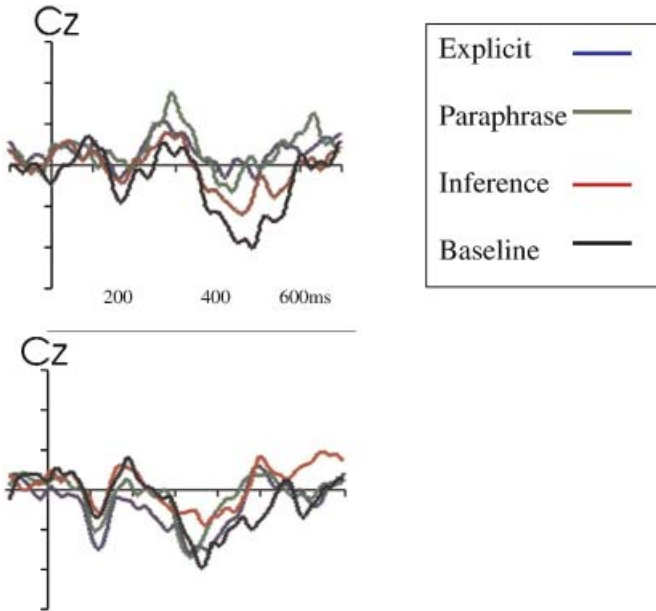 Cz
Explicit
Paraphrase
Inference
Baseline
200 400 600ms
Cz